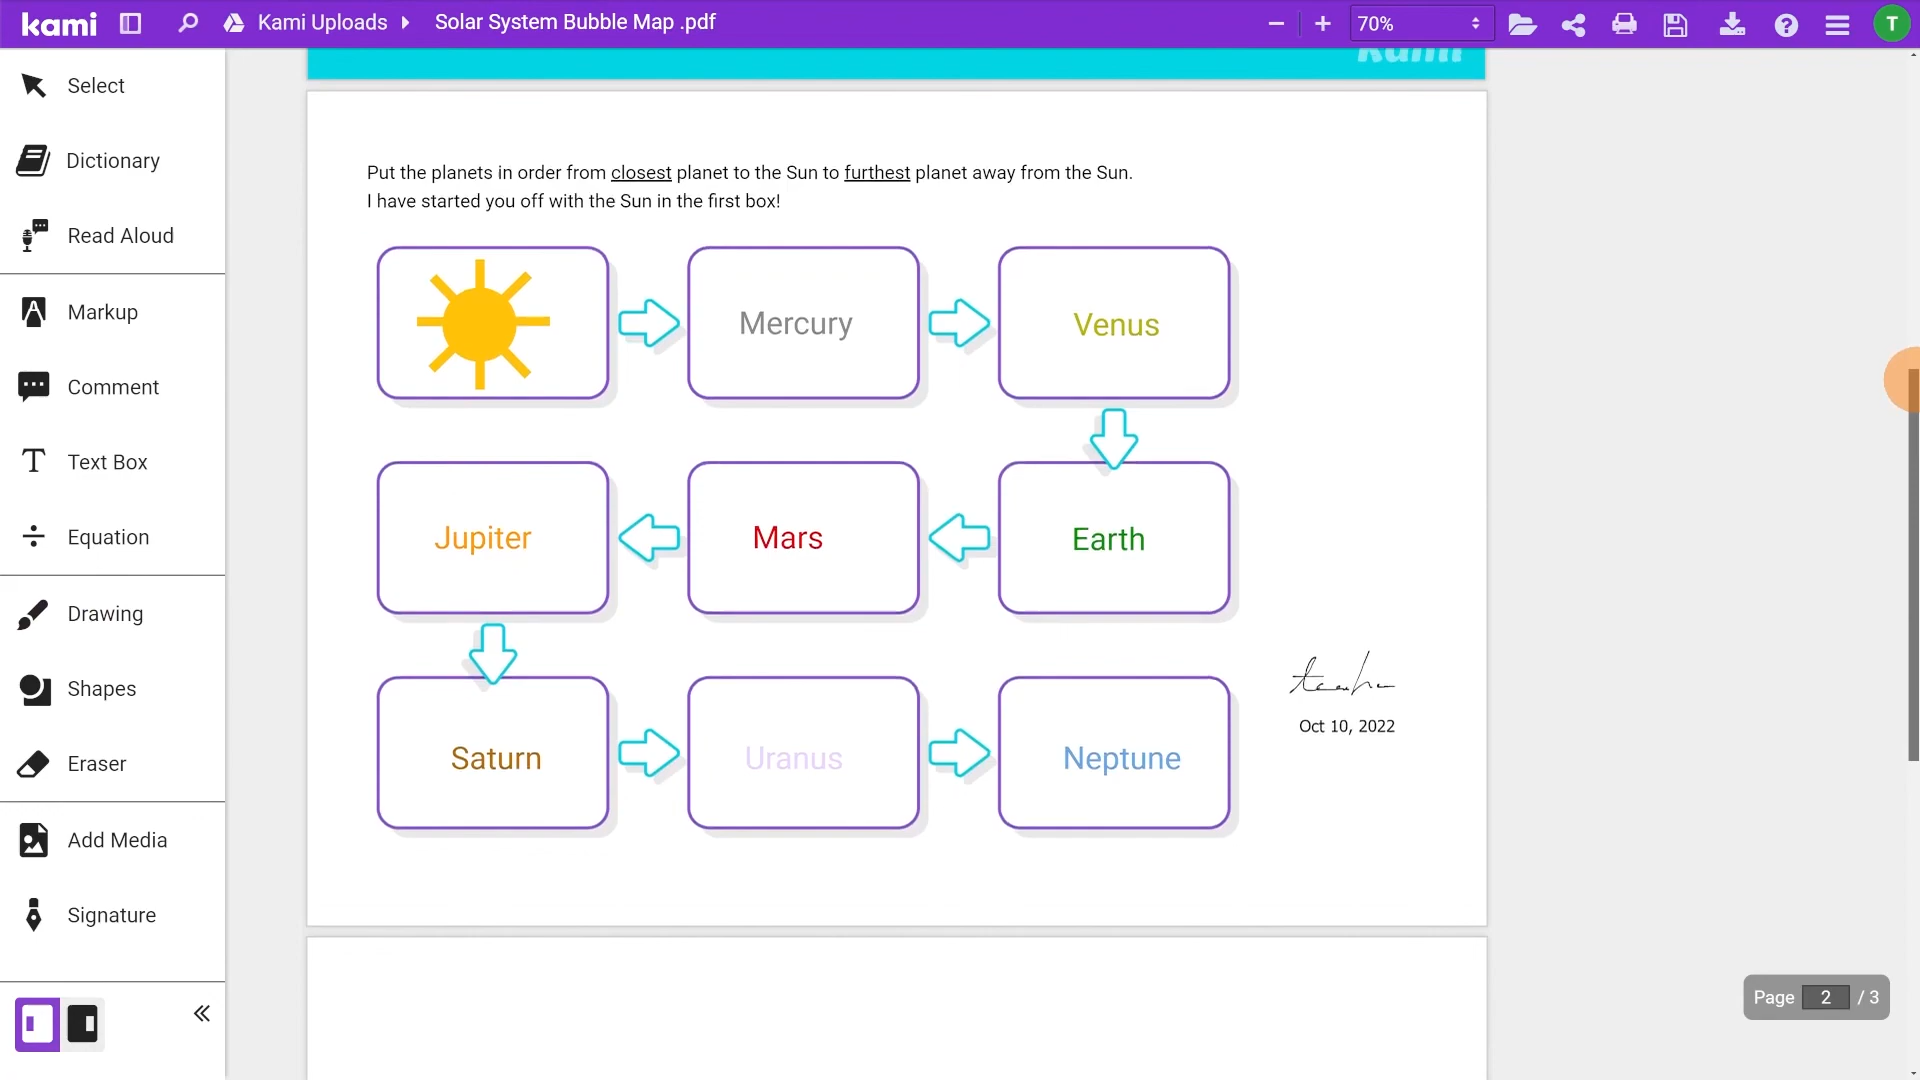 kami
Kami Uploads
Solar System Bubble Map .pdf
70%
T
Select
Dictionary
Read Aloud
Markup
Comment
Text Box
Equation
Drawing
Shapes
Eraser
Add Media
Signature
kami
Put the planets in order from closest planet to the Sun to furthest planet away from the Sun.
I have started you off with the Sun in the first box!
Mercury
Venus
Jupiter
Mars
Earth
Saturn
Uranus
Neptune
Oct 10, 2022
Page 2 / 3